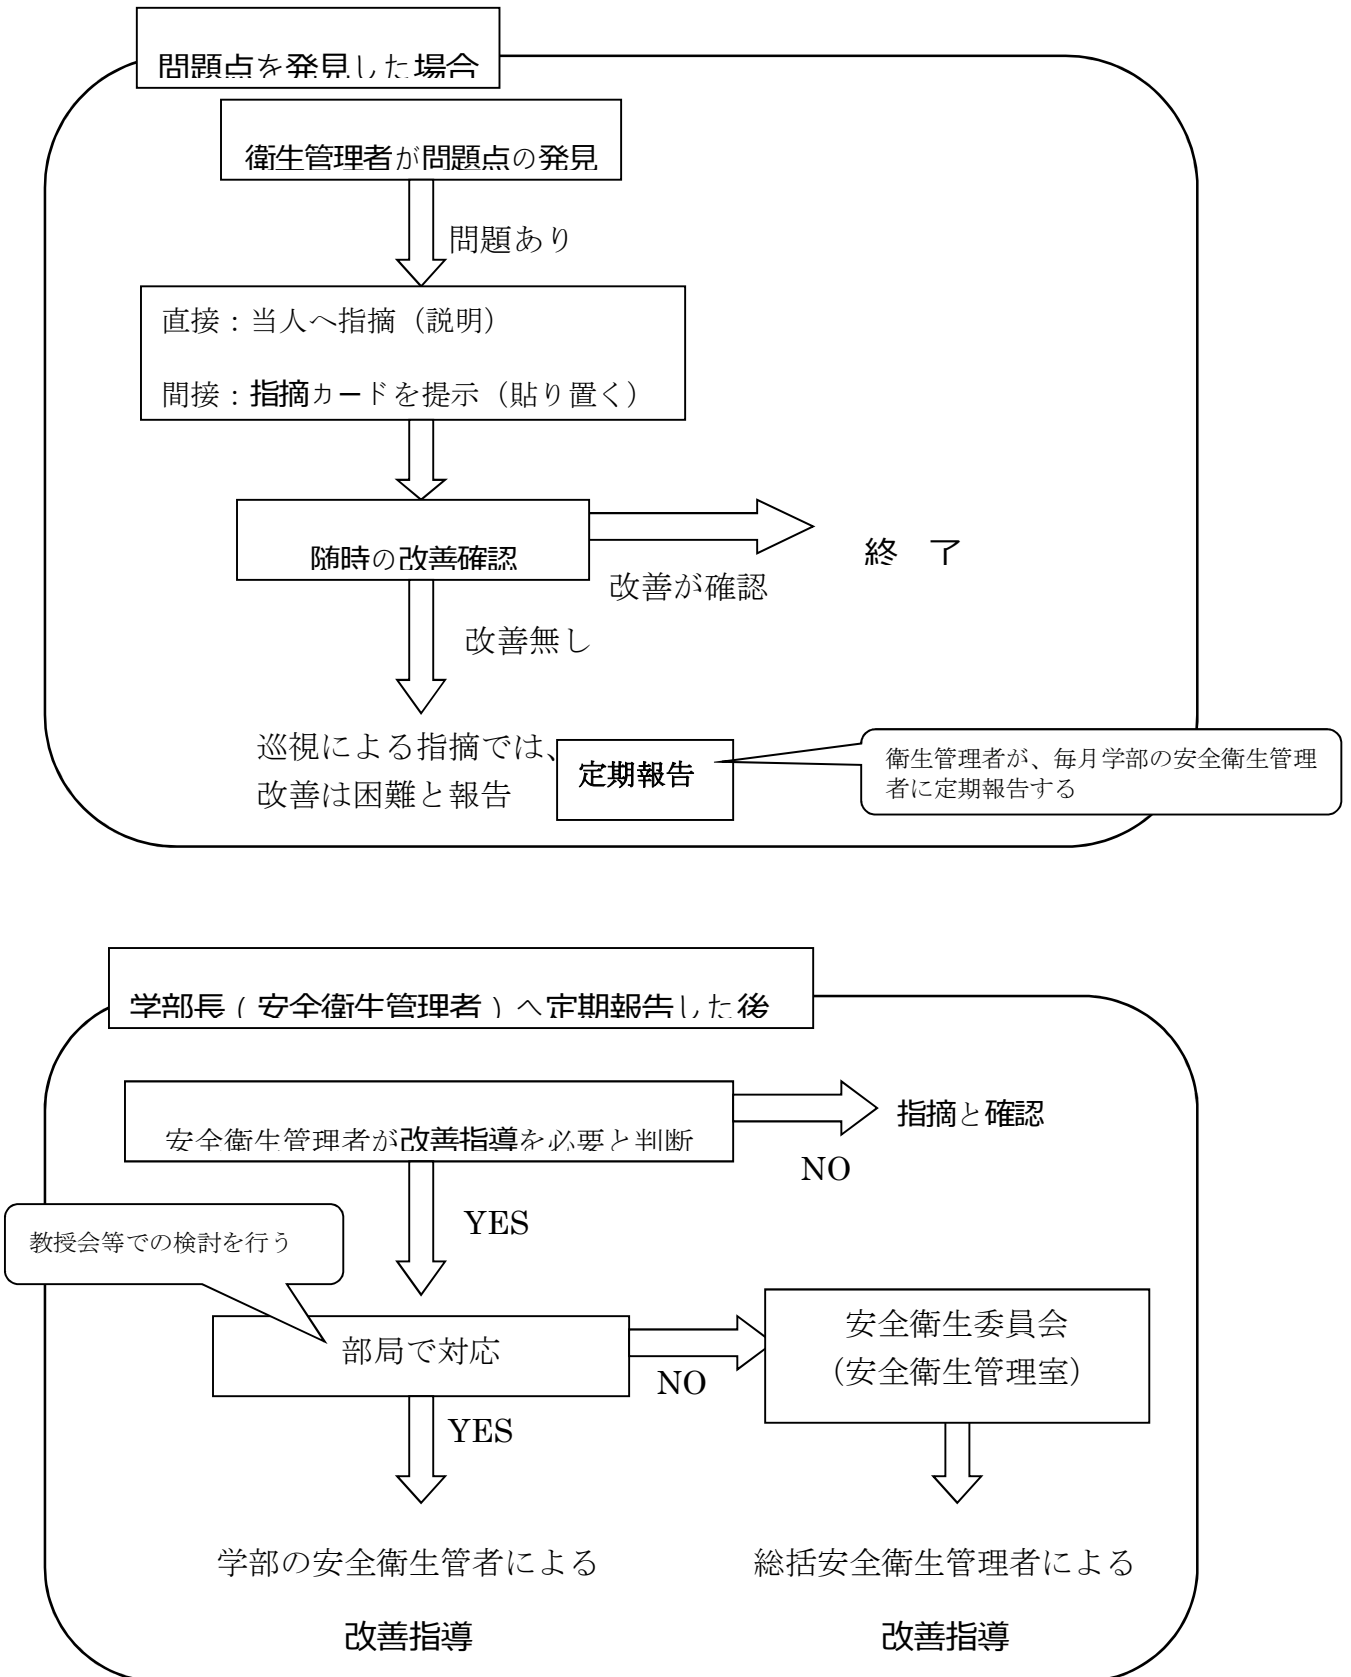 問題点を発見した場合
衛生管理者が問題点の発見
問題あり
直接：当人へ指摘（説明）
間接：指摘カードを提示（貼り置く）
随時の改善確認
終　了
改善が確認
改善無し
巡視による指摘では、
改善は困難と報告
定期報告
衛生管理者が、毎月学部の安全衛生管理
者に定期報告する
学部長（安全衛生管理者）へ定期報告した後
安全衛生管理者が改善指導を必要と判断
指摘と確認
NO
YES
教授会等での検討を行う
部局で対応
NO
安全衛生委員会
（安全衛生管理室）
YES
学部の安全衛生管者による
改善指導
総括安全衛生管理者による
改善指導